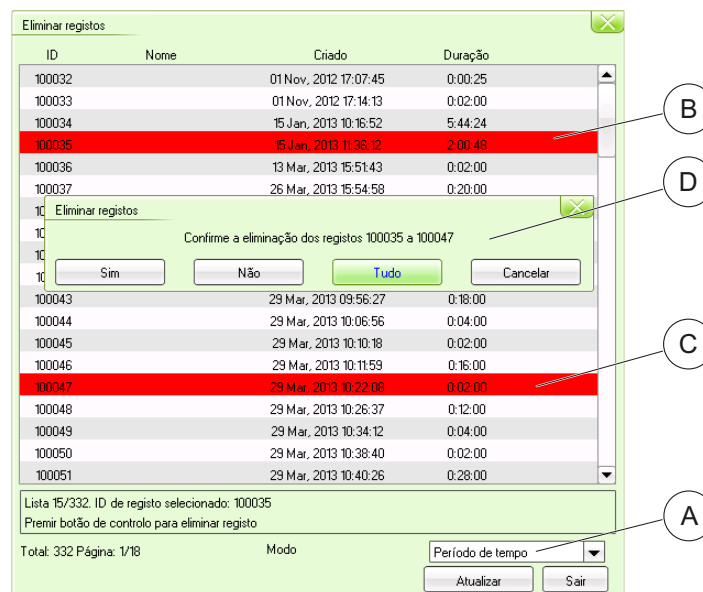 Eliminar registos
ID Nome Criado Duração
100032 01 Nov, 2012 17:07:45 0:00:25
100033 01 Nov, 2012 17:14:13 0:02:00
B
100034 15 Jan, 2013 10:16:52 5:44:24
100035 15 Jan, 2013 11:36:12 2:00:48
100036 13 Mar, 2013 15:51:43 0:02:00
D
100037 26 Mar, 2013 15:54:58 0:20:00
Eliminar registos
Confirme a eliminação dos registos 100035 a 100047
Sim Não Tudo Cancelar
100043 29 Mar, 2013 09:56:27 0:18:00
100044 29 Mar, 2013 10:06:56 0:04:00
100045 29 Mar, 2013 10:10:18 0:02:00
C
100046 29 Mar, 2013 10:11:59 0:16:00
100047 29 Mar, 2013 10:22:08 0:02:00
100048 29 Mar, 2013 10:26:37 0:12:00
100049 29 Mar, 2013 10:34:12 0:04:00
100050 29 Mar, 2013 10:38:40 0:02:00
100051 29 Mar, 2013 10:40:26 0:28:00
Lista 15/332. ID de registo selecionado: 100035
Premir botão de controlo para eliminar registo
A
Total: 332 Página: 1/18 Modo Período de tempo
Atualizar Sair